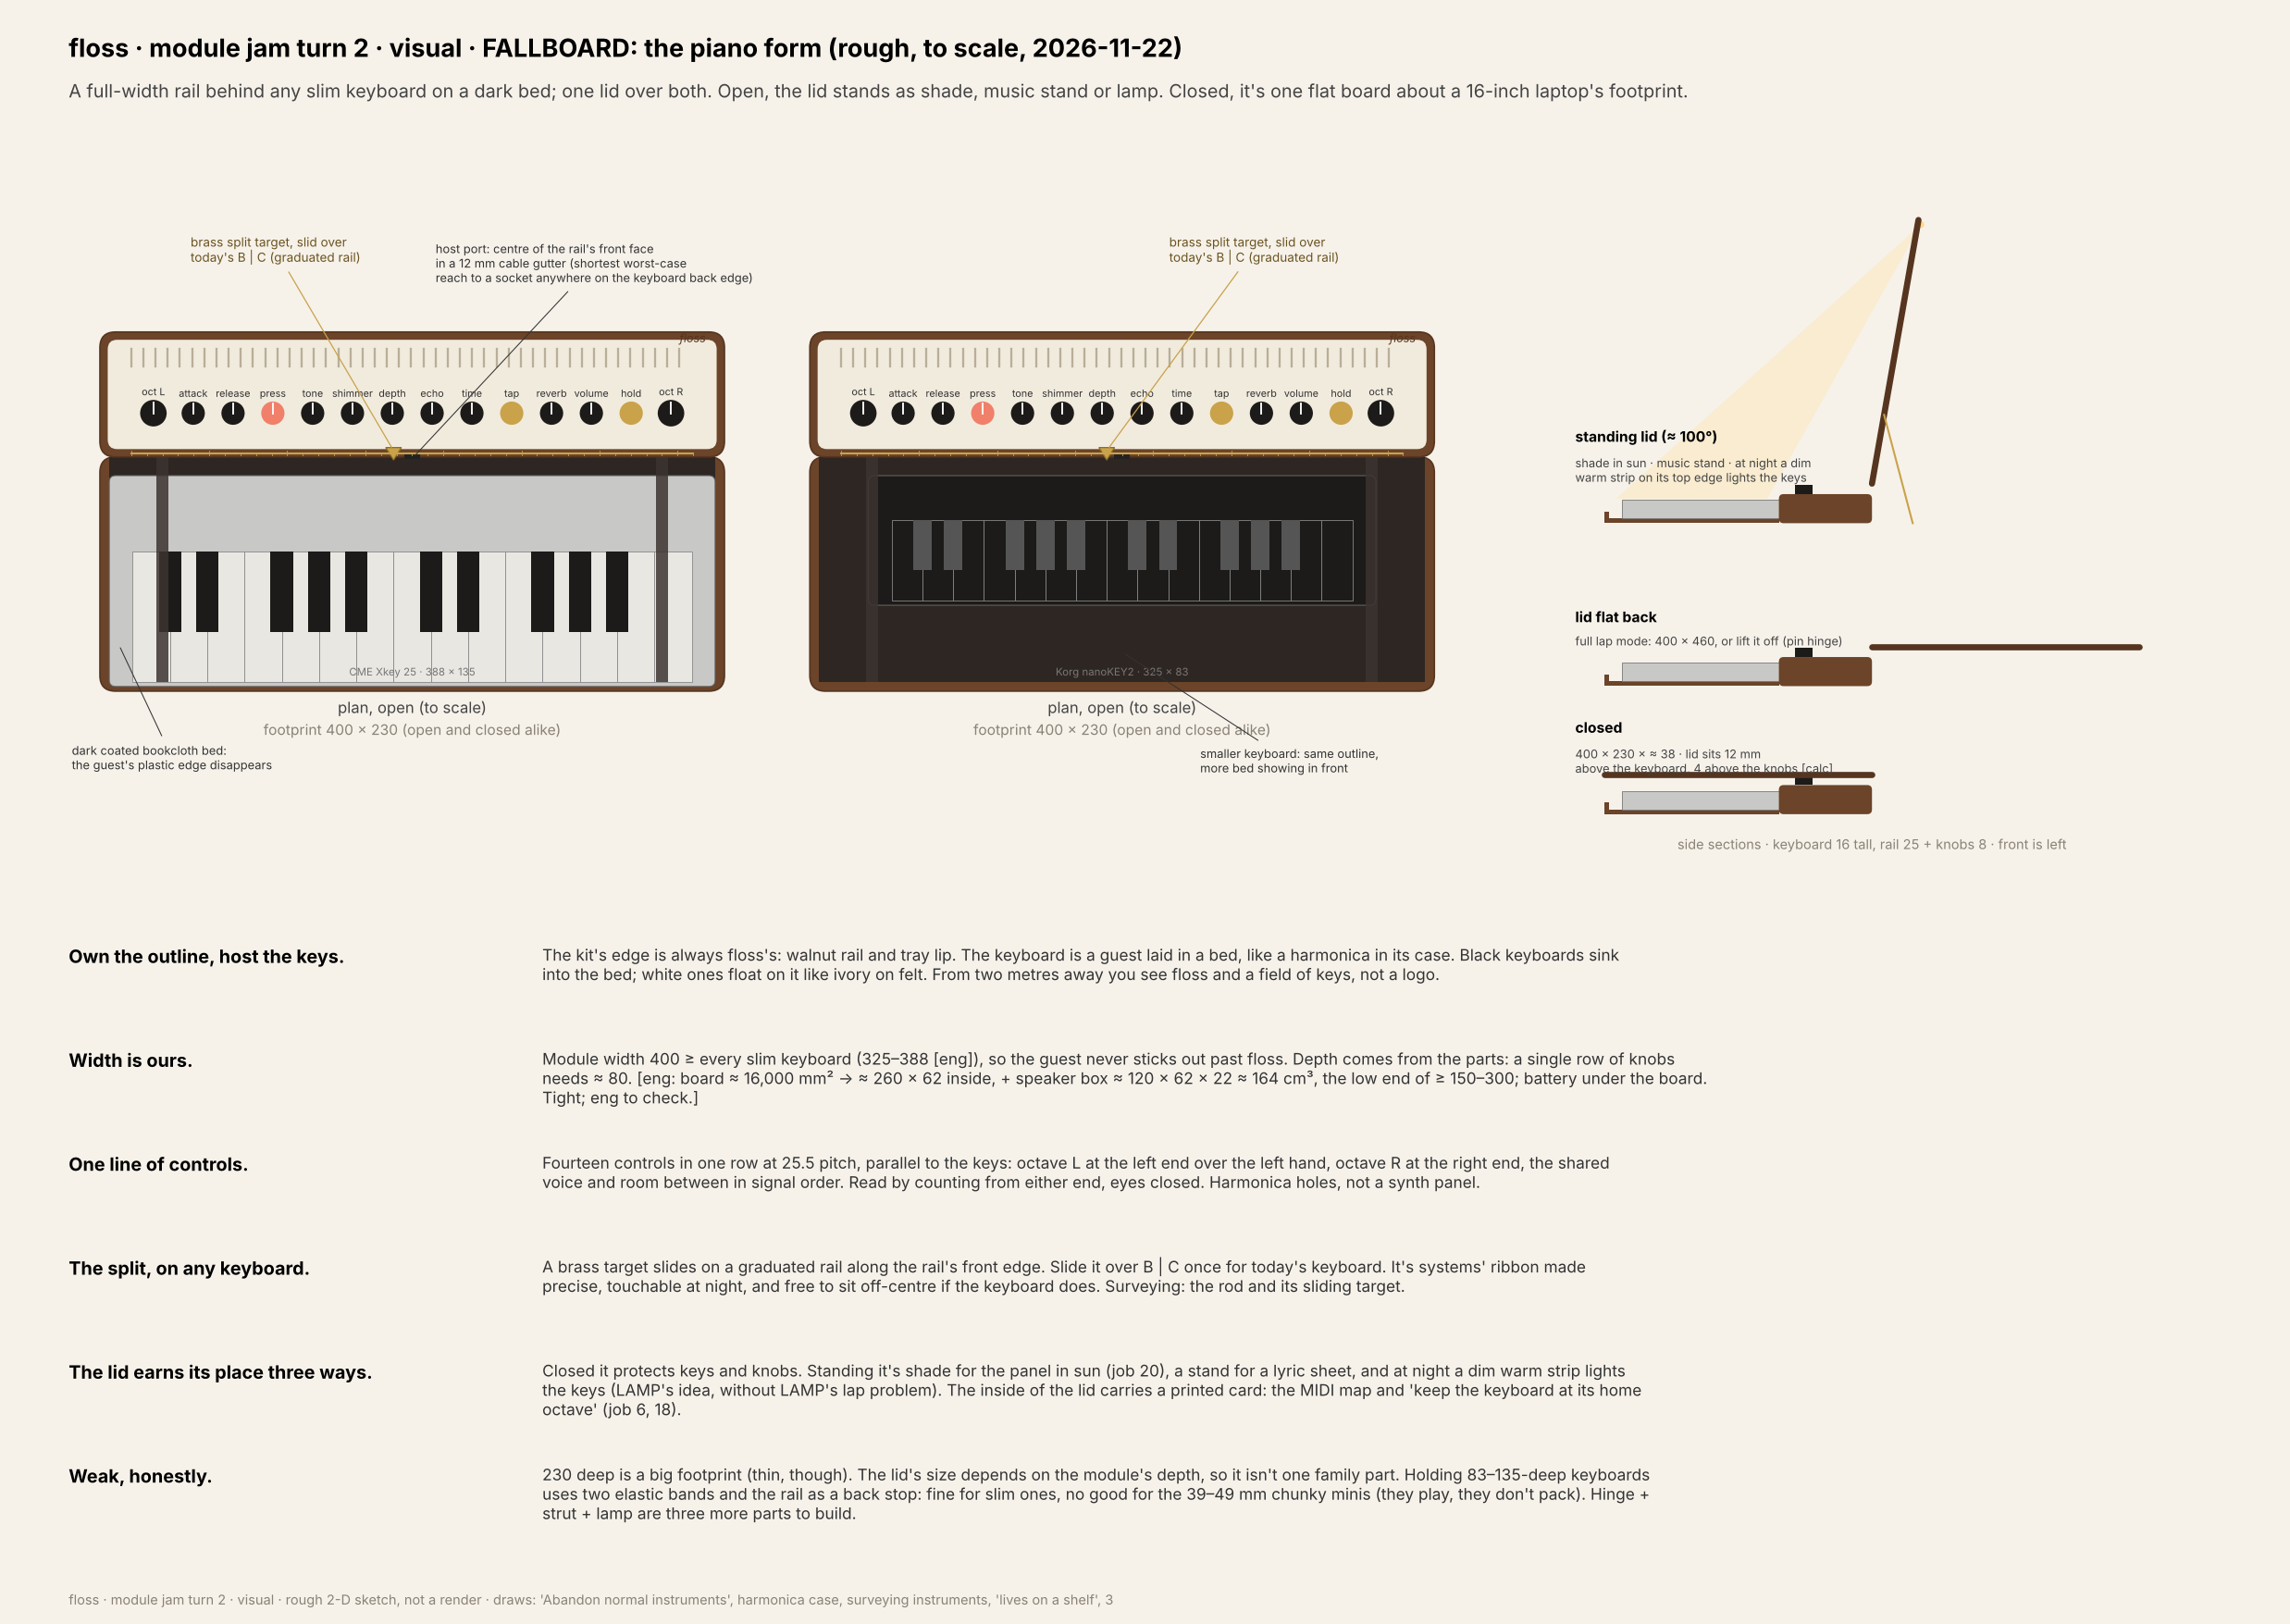 floss · module jam turn 2 · visual · FALLBOARD: the piano form (rough, to scale, 2026-11-22)
A full-width rail behind any slim keyboard on a dark bed; one lid over both. Open, the lid stands as shade, music stand or lamp. Closed, it's one flat board about a 16-inch laptop's footprint.
brass split target, slid over
today's B | C (graduated rail)
host port: centre of the rail's front face
in a 12 mm cable gutter (shortest worst-case
reach to a socket anywhere on the keyboard back edge)
floss
oct L attack release press tone shimmer depth echo time tap reverb volume hold oct R
CME Xkey 25 · 388 × 135
plan, open (to scale)
footprint 400 × 230 (open and closed alike)
dark coated bookcloth bed:
the guest's plastic edge disappears
brass split target, slid over
today's B | C (graduated rail)
floss
oct L attack release press tone shimmer depth echo time tap reverb volume hold oct R
Korg nanoKEY2 · 325 × 83
plan, open (to scale)
footprint 400 × 230 (open and closed alike)
smaller keyboard: same outline,
more bed showing in front
standing lid (≈ 100°)
shade in sun · music stand · at night a dim
warm strip on its top edge lights the keys
lid flat back
full lap mode: 400 × 460, or lift it off (pin hinge)
closed
400 × 230 × ≈ 38 · lid sits 12 mm
above the keyboard, 4 above the knobs [calc]
side sections · keyboard 16 tall, rail 25 + knobs 8 · front is left
Own the outline, host the keys.
The kit's edge is always floss's: walnut rail and tray lip. The keyboard is a guest laid in a bed, like a harmonica in its case. Black keyboards sink
into the bed; white ones float on it like ivory on felt. From two metres away you see floss and a field of keys, not a logo.
Width is ours.
Module width 400 ≥ every slim keyboard (325–388 [eng]), so the guest never sticks out past floss. Depth comes from the parts: a single row of knobs
needs ≈ 80. [eng: board ≈ 16,000 mm² → ≈ 260 × 62 inside, + speaker box ≈ 120 × 62 × 22 ≈ 164 cm³, the low end of ≥ 150–300; battery under the board.
Tight; eng to check.]
One line of controls.
Fourteen controls in one row at 25.5 pitch, parallel to the keys: octave L at the left end over the left hand, octave R at the right end, the shared
voice and room between in signal order. Read by counting from either end, eyes closed. Harmonica holes, not a synth panel.
The split, on any keyboard.
A brass target slides on a graduated rail along the rail's front edge. Slide it over B | C once for today's keyboard. It's systems' ribbon made
precise, touchable at night, and free to sit off-centre if the keyboard does. Surveying: the rod and its sliding target.
The lid earns its place three ways.
Closed it protects keys and knobs. Standing it's shade for the panel in sun (job 20), a stand for a lyric sheet, and at night a dim warm strip lights
the keys (LAMP's idea, without LAMP's lap problem). The inside of the lid carries a printed card: the MIDI map and 'keep the keyboard at its home
octave' (job 6, 18).
Weak, honestly.
230 deep is a big footprint (thin, though). The lid's size depends on the module's depth, so it isn't one family part. Holding 83–135-deep keyboards
uses two elastic bands and the rail as a back stop: fine for slim ones, no good for the 39–49 mm chunky minis (they play, they don't pack). Hinge +
strut + lamp are three more parts to build.
floss · module jam turn 2 · visual · rough 2-D sketch, not a render · draws: 'Abandon normal instruments', harmonica case, surveying instruments, 'lives on a shelf', 3